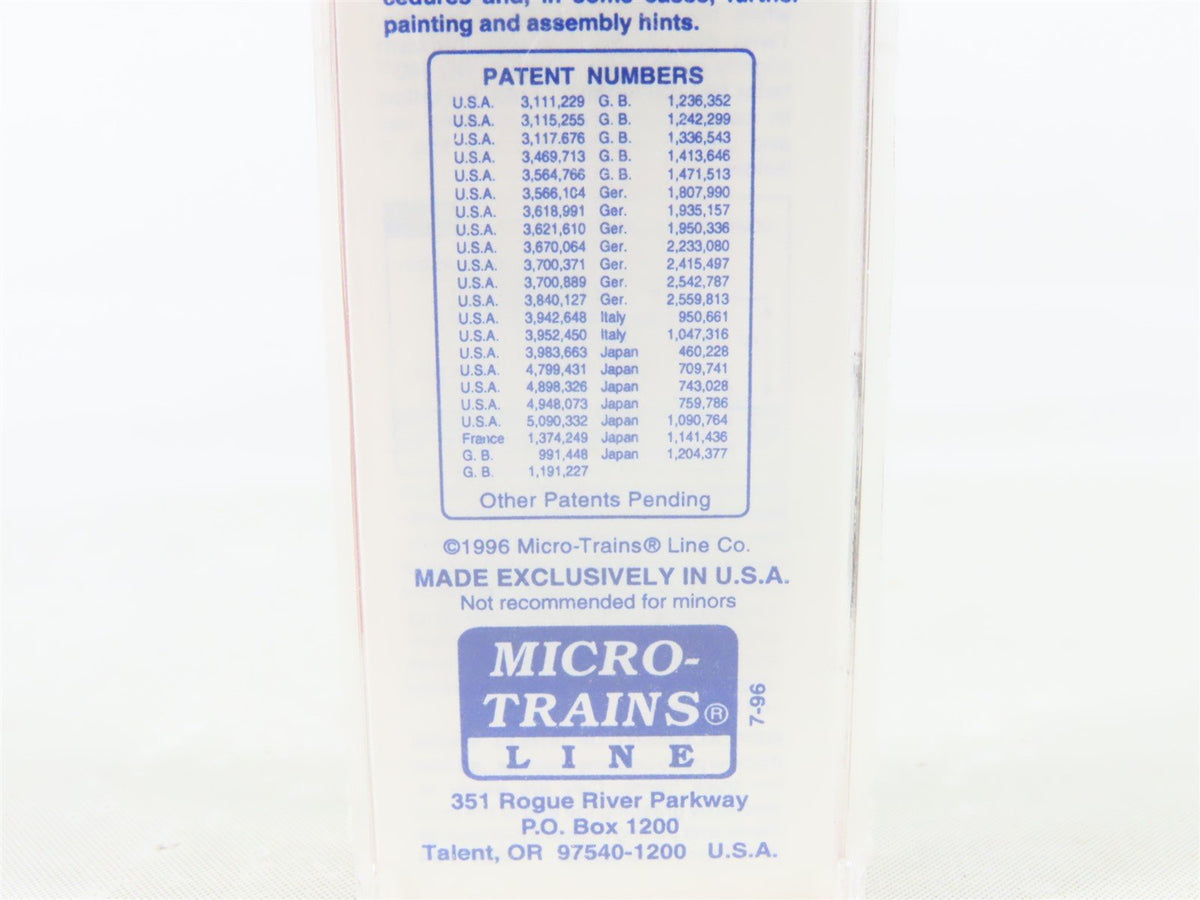 cedures and, in some cases, further
painting and assembly hints.
PATENT NUMBERS
U.S.A. 3,111,229 G. B. 1,236,352
U.S.A. 3,115,255 G. B. 1,242,299
U.S.A. 3,117.676 G. B. 1,336,543
U.S.A. 3,469,713 G. B. 1,413,646
U.S.A. 3,564,766 G. B. 1,471,513
U.S.A. 3,566,104 Ger. 1,807,990
U.S.A. 3,618,991 Ger. 1,935,157
U.S.A. 3,621,610 Ger. 1,950,336
U.S.A. 3,670,064 Ger. 2,233,080
U.S.A. 3,700,371 Ger. 2,415,497
U.S.A. 3,700,889 Ger. 2,542,787
U.S.A. 3,840,127 Ger. 2,559,813
U.S.A. 3,942,648 Italy 950,661
U.S.A. 3,952,450 Italy 1,047,316
U.S.A. 3,983,663 Japan 460,228
U.S.A. 4,799,431 Japan 709,741
U.S.A. 4,898,326 Japan 743,028
U.S.A. 4,948,073 Japan 759,786
U.S.A. 5,090,332 Japan 1,090,764
France 1,374,249 Japan 1,141,436
G. B. 991,448 Japan 1,204,377
G. B. 1,191,227
Other Patents Pending
©1996 Micro-Trains® Line Co.
MADE EXCLUSIVELY IN U.S.A.
Not recommended for minors
MICRO-
TRAINS®
LINE
7-96
351 Rogue River Parkway
P.O. Box 1200
Talent, OR 97540-1200 U.S.A.